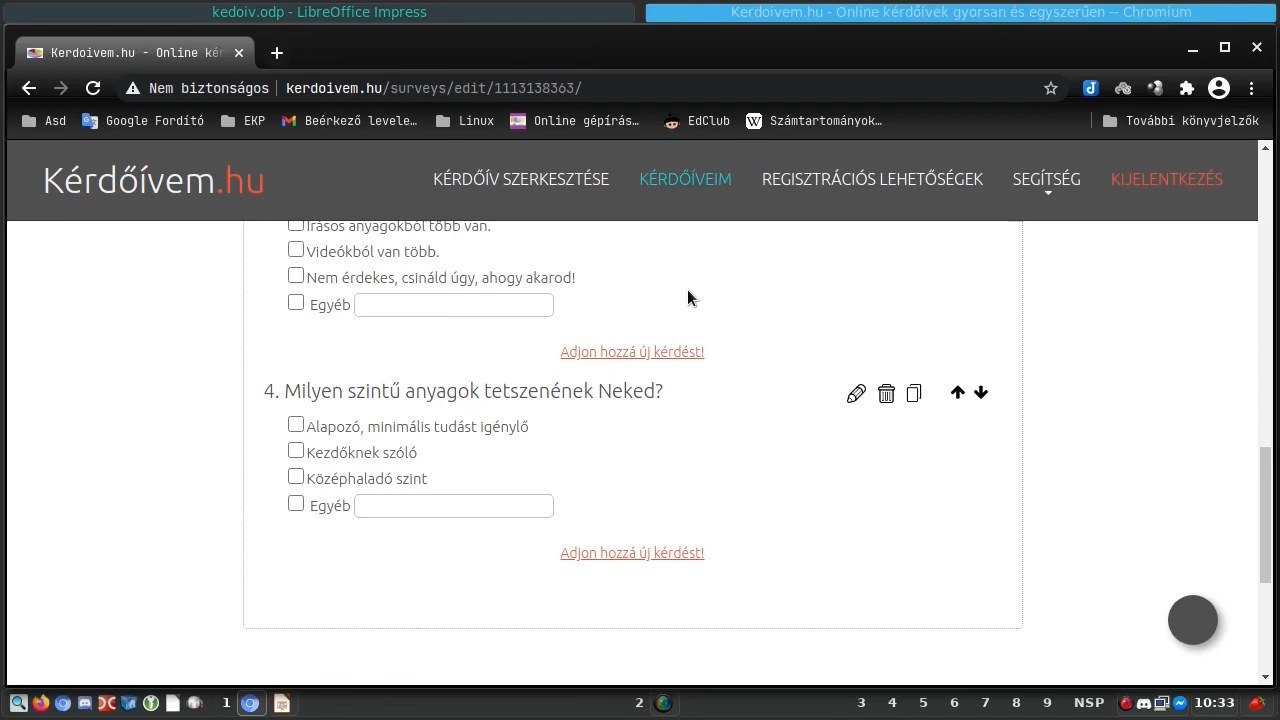 kedoiv.odp - LibreOffice Impress
Kerdoivem.hu - Online kérdőívek gyorsan és egyszerűen -- Chromium
Kerdoivem.hu - Online kér
Nem biztonságos
kerdoivem.hu/surveys/edit/1113138363/
Asd
Google Fordító
EKP
Beérkező levele…
Linux
Online gépírás…
EdClub
Számtartományok…
További könyvjelzők
Kérdőívem.hu
KÉRDŐÍV SZERKESZTÉSE
KÉRDŐÍVEIM
REGISZTRÁCIÓS LEHETŐSÉGEK
SEGÍTSÉG
KIJELENTKEZÉS
Írásos anyagokból több van.
Videókból van több.
Nem érdekes, csináld úgy, ahogy akarod!
Egyéb
Adjon hozzá új kérdést!
4. Milyen szintű anyagok tetszenének Neked?
Alapozó, minimális tudást igénylő
Kezdőknek szóló
Középhaladó szint
Egyéb
Adjon hozzá új kérdést!
1 2 3 4 5 6 7 8 9 NSP 10:33